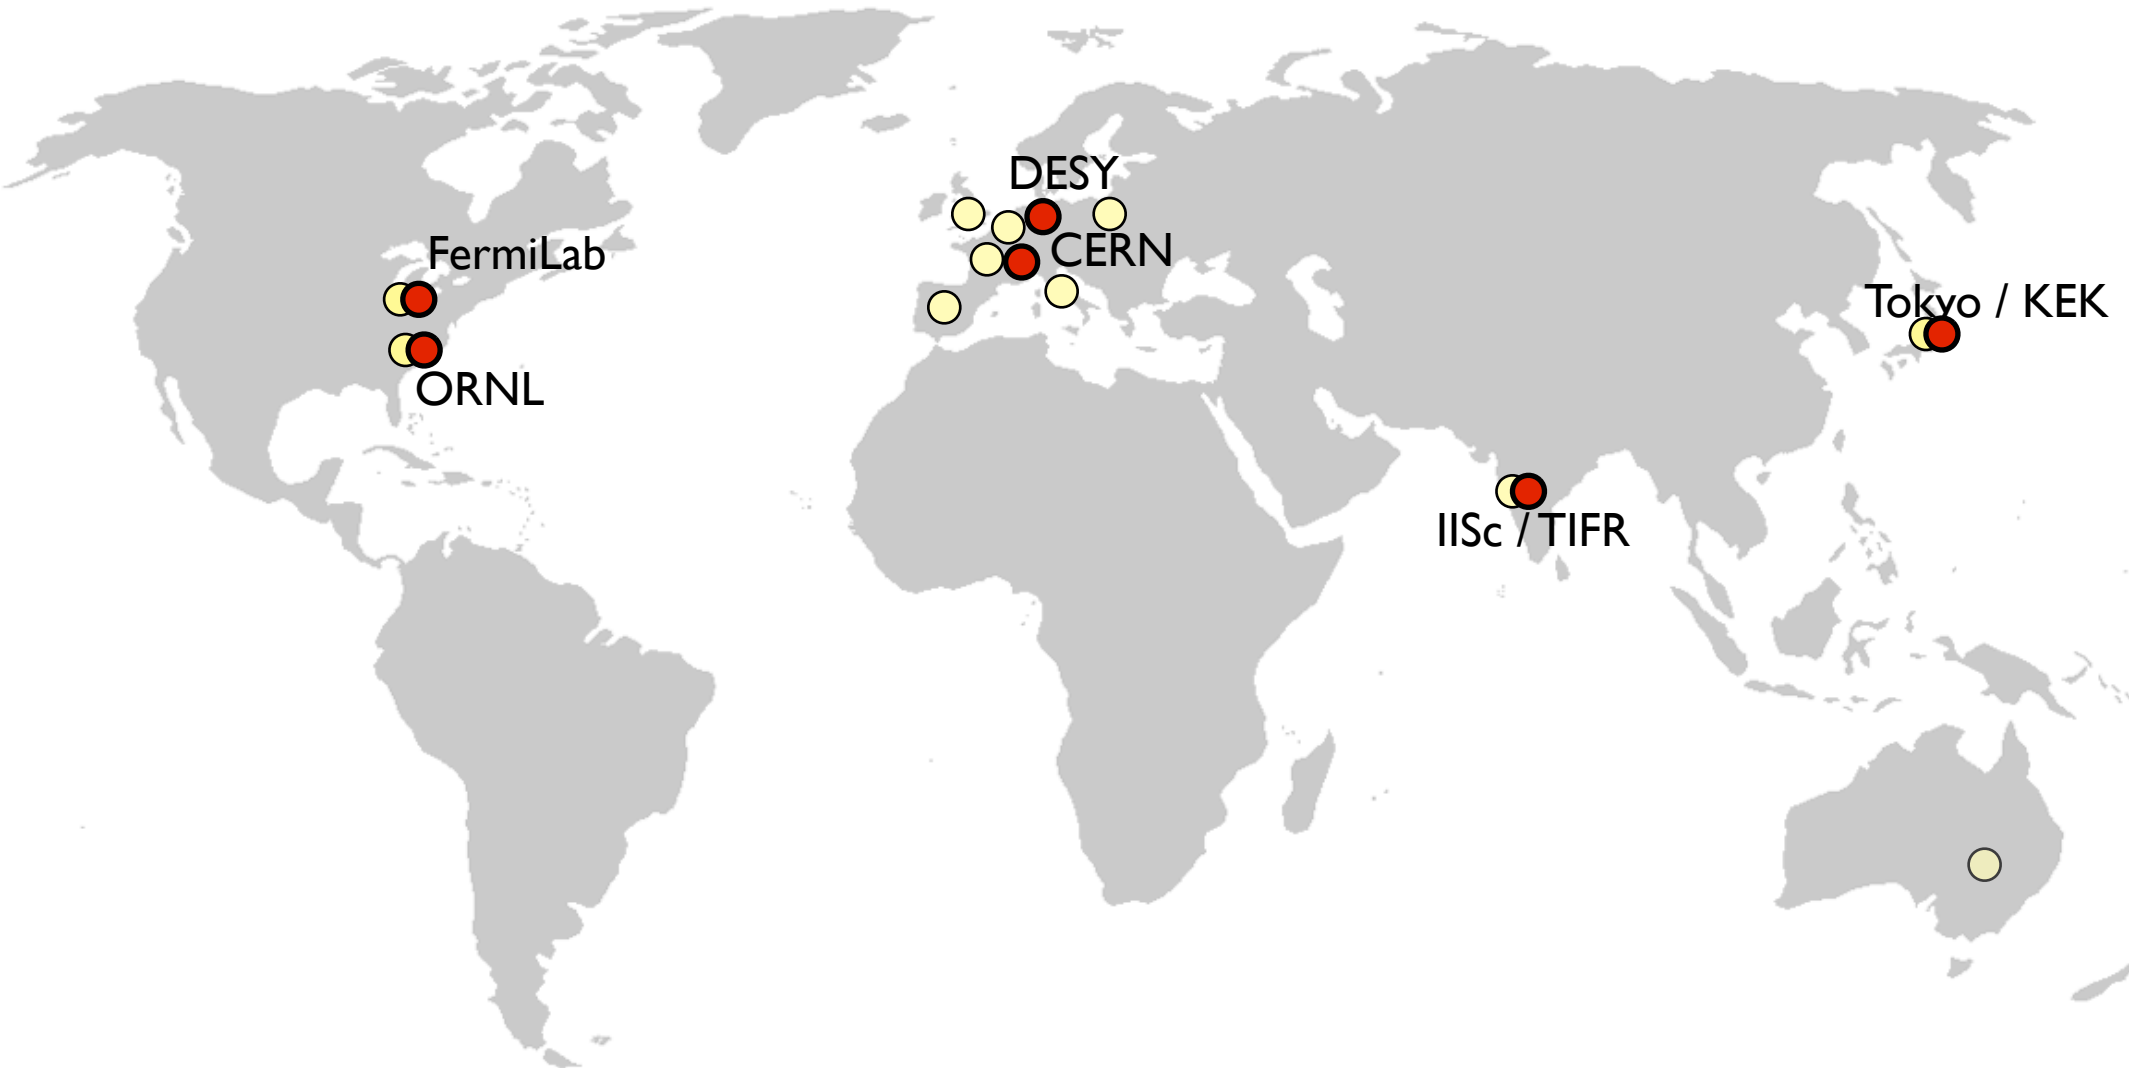 DESY
CERN
FermiLab
Tokyo / KEK
ORNL
IISc / TIFR